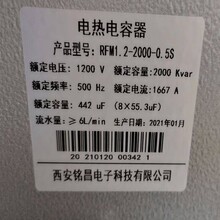 电热电容器
产品型号: RFM1.2-2000-0.5S
额定电压: 1200 V 额定容量:2000 Kvar
额定频率: 500 Hz 额定电流:1667 A
额定容量: 442 uF (8×55.3uF)
流水量: ≥6L/min 生产日期: 2021年01月
20 210120 00342 1
西安铭昌电子科技有限公司